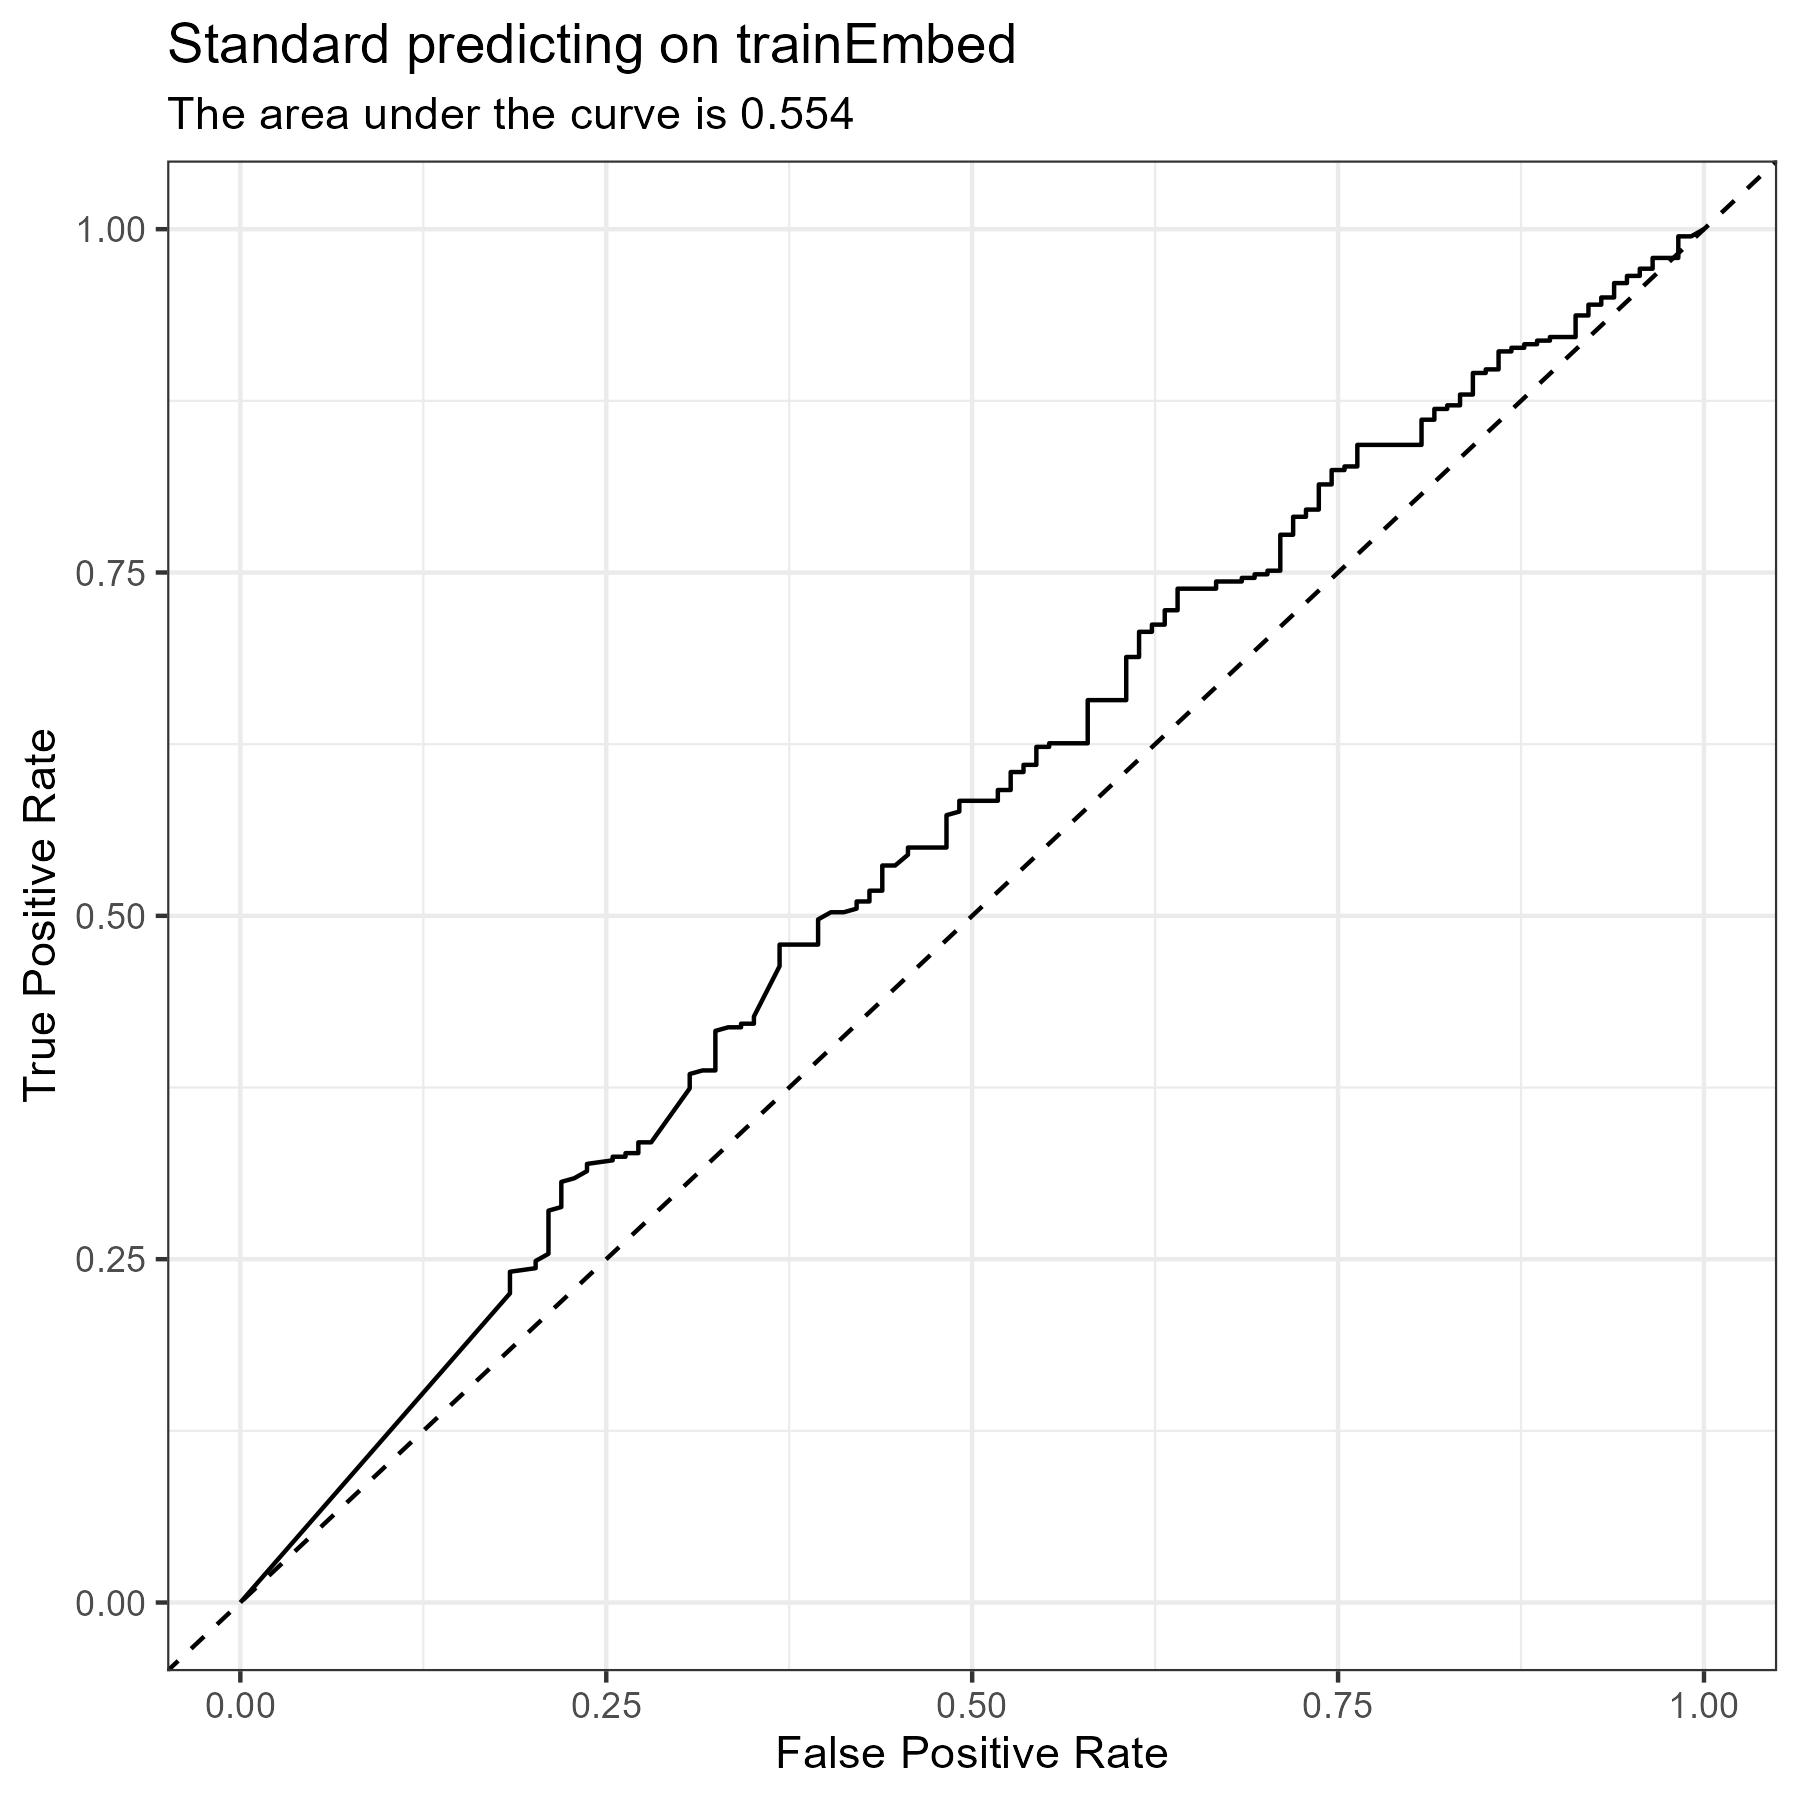 Standard predicting on trainEmbed
The area under the curve is 0.554
1.00
0.75
0.50
0.25
0.00
True Positive Rate
0.00 0.25 0.50 0.75 1.00
False Positive Rate